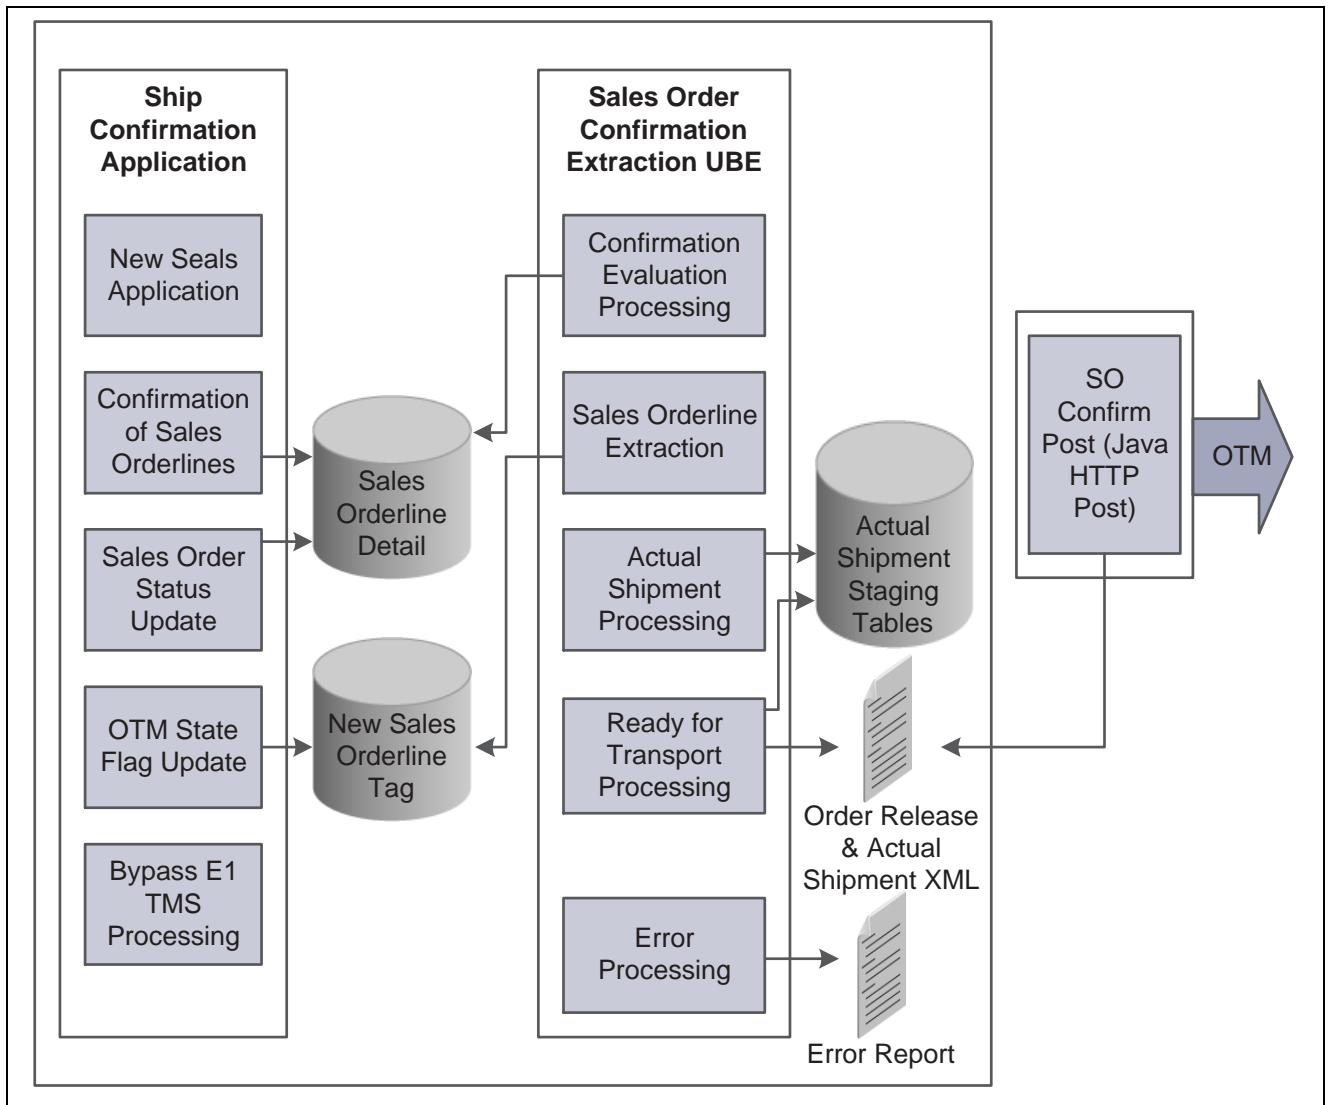 Ship
Confirmation
Application
New Seals
Application
Confirmation
of Sales
Orderlines
Sales Order
Status
Update
OTM State
Flag Update
Bypass E1
TMS
Processing
Sales
Orderline
Detail
New Sales
Orderline
Tag
Sales Order
Confirmation
Extraction UBE
Confirmation
Evaluation
Processing
Sales Orderline
Extraction
Actual
Shipment
Processing
Ready for
Transport
Processing
Error
Processing
Actual
Shipment
Staging
Tables
Order Release
& Actual
Shipment XML
Error Report
SO
Confirm
Post (Java
HTTP
Post)
OTM